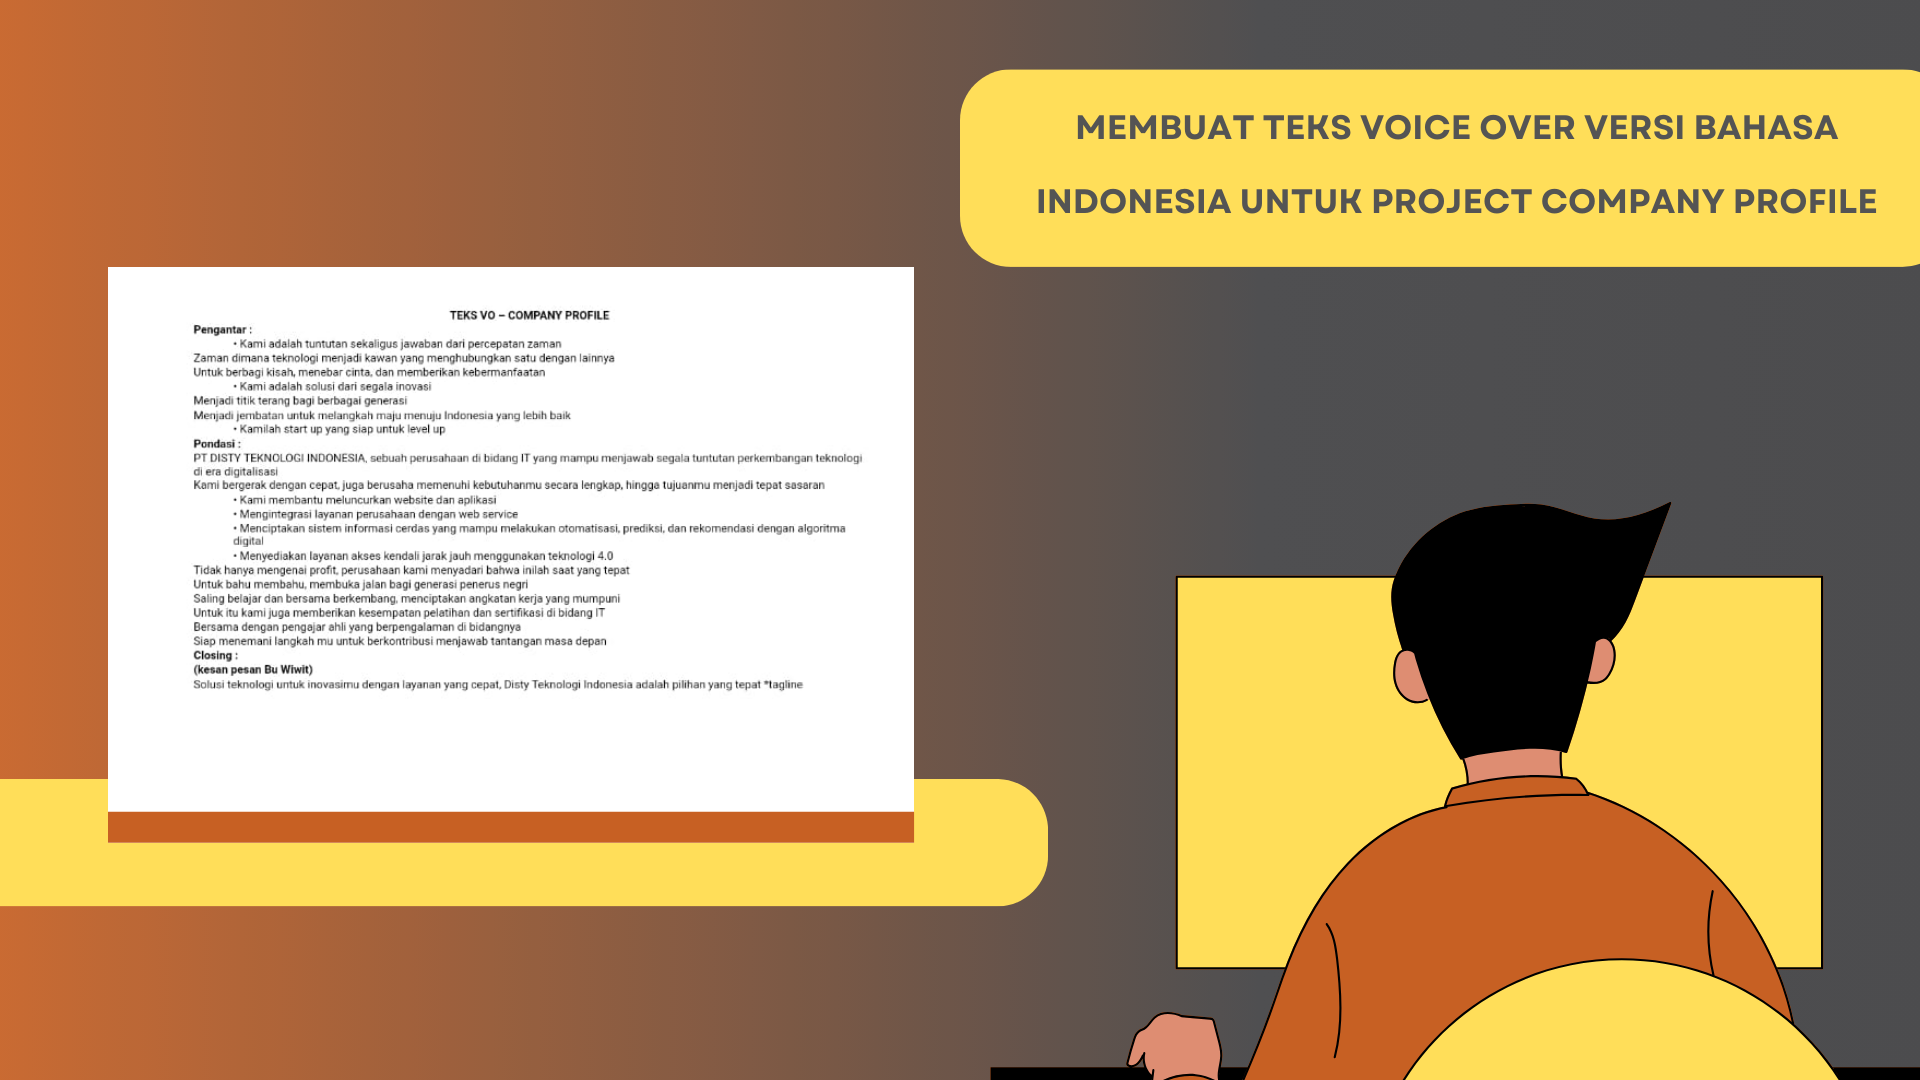 MEMBUAT TEKS VOICE OVER VERSI BAHASA
INDONESIA UNTUK PROJECT COMPANY PROFILE
TEKS VO – COMPANY PROFILE
Pengantar :
• Kami adalah tuntutan sekaligus jawaban dari percepatan zaman
Zaman dimana teknologi menjadi kawan yang menghubungkan satu dengan lainnya
Untuk berbagi kisah, menebar cinta, dan memberikan kebermanfaatan
• Kami adalah solusi dari segala inovasi
Menjadi titik terang bagi berbagai generasi
Menjadi jembatan untuk melangkah maju menuju Indonesia yang lebih baik
• Kamilah start up yang siap untuk level up
Pondasi :
PT DISTY TEKNOLOGI INDONESIA, sebuah perusahaan di bidang IT yang mampu menjawab segala tuntutan perkembangan teknologi
di era digitalisasi
Kami bergerak dengan cepat, juga berusaha memenuhi kebutuhanmu secara lengkap, hingga tujuanmu menjadi tepat sasaran
• Kami membantu meluncurkan website dan aplikasi
• Mengintegrasi layanan perusahaan dengan web service
• Menciptakan sistem informasi cerdas yang mampu melakukan otomatisasi, prediksi, dan rekomendasi dengan algoritma
digital
• Menyediakan layanan akses kendali jarak jauh menggunakan teknologi 4.0
Tidak hanya mengenai profit, perusahaan kami menyadari bahwa inilah saat yang tepat
Untuk bahu membahu, membuka jalan bagi generasi penerus negri
Saling belajar dan bersama berkembang, menciptakan angkatan kerja yang mumpuni
Untuk itu kami juga memberikan kesempatan pelatihan dan sertifikasi di bidang IT
Bersama dengan pengajar ahli yang berpengalaman di bidangnya
Siap menemani langkah mu untuk berkontribusi menjawab tantangan masa depan
Closing :
(kesan pesan Bu Wiwit)
Solusi teknologi untuk inovasimu dengan layanan yang cepat, Disty Teknologi Indonesia adalah pilihan yang tepat *tagline